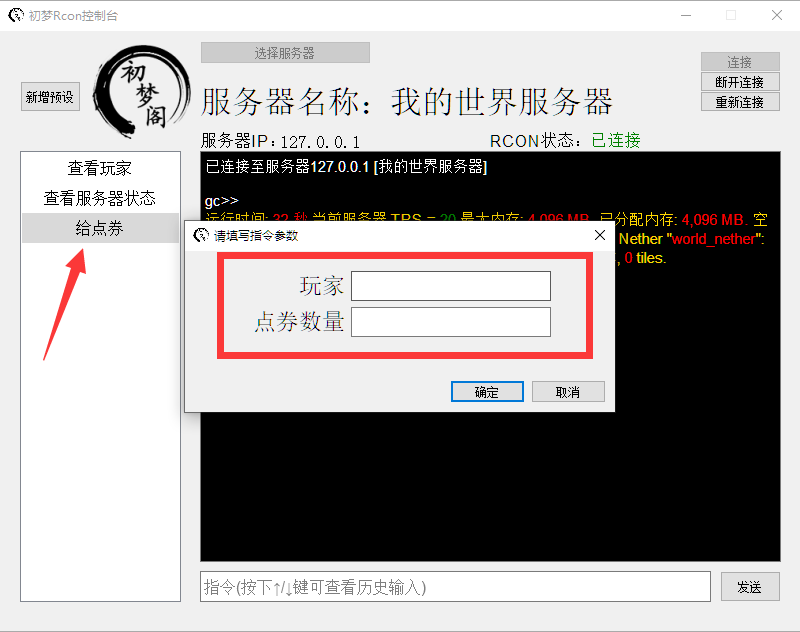 初梦Rcon控制台
选择服务器
连接
断开连接
重新连接
新增预设
初梦阁
服务器名称：我的世界服务器
服务器IP：127.0.0.1
RCON状态：已连接
查看玩家
查看服务器状态
给点券
已连接至服务器127.0.0.1 [我的世界服务器]
gc>>
运行时间: 32 秒 当前服务器 TPS = 20 最大内存: 4,096 MB. 已分配内存: 4,096 MB. 空
Nether "world_nether":
, 0 tiles.
请填写指令参数
玩家
点券数量
确定
取消
指令(按下↑/↓键可查看历史输入)
发送